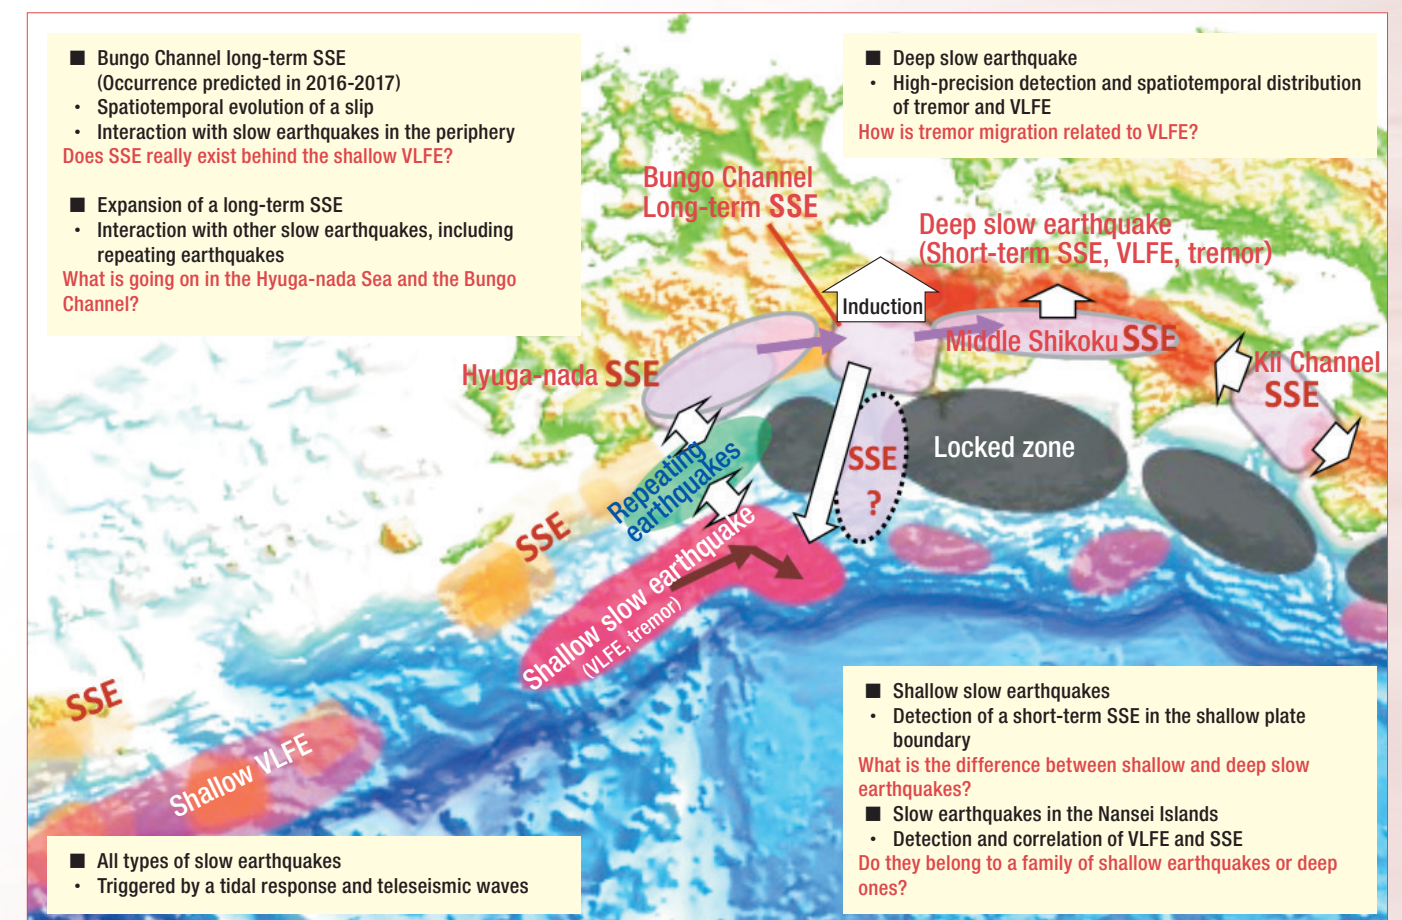 ■ Bungo Channel long-term SSE
(Occurrence predicted in 2016-2017)
・ Spatiotemporal evolution of a slip
・ Interaction with slow earthquakes in the periphery
Does SSE really exist behind the shallow VLFE?
■ Expansion of a long-term SSE
・ Interaction with other slow earthquakes, including
repeating earthquakes
What is going on in the Hyuga-nada Sea and the Bungo
Channel?
■ Deep slow earthquake
・ High-precision detection and spatiotemporal distribution
of tremor and VLFE
How is tremor migration related to VLFE?
Bungo Channel
Long-term SSE
Deep slow earthquake
(Short-term SSE, VLFE, tremor)
Induction
Middle Shikoku SSE
Hyuga-nada SSE
Kii Channel
SSE
Locked zone
SSE
?
Repeating
earthquakes
SSE
Shallow slow earthquake
(VLFE, tremor)
SSE
Shallow VLFE
■ Shallow slow earthquakes
・ Detection of a short-term SSE in the shallow plate
boundary
What is the difference between shallow and deep slow
earthquakes?
■ Slow earthquakes in the Nansei Islands
・ Detection and correlation of VLFE and SSE
Do they belong to a family of shallow earthquakes or deep
ones?
■ All types of slow earthquakes
・ Triggered by a tidal response and teleseismic waves